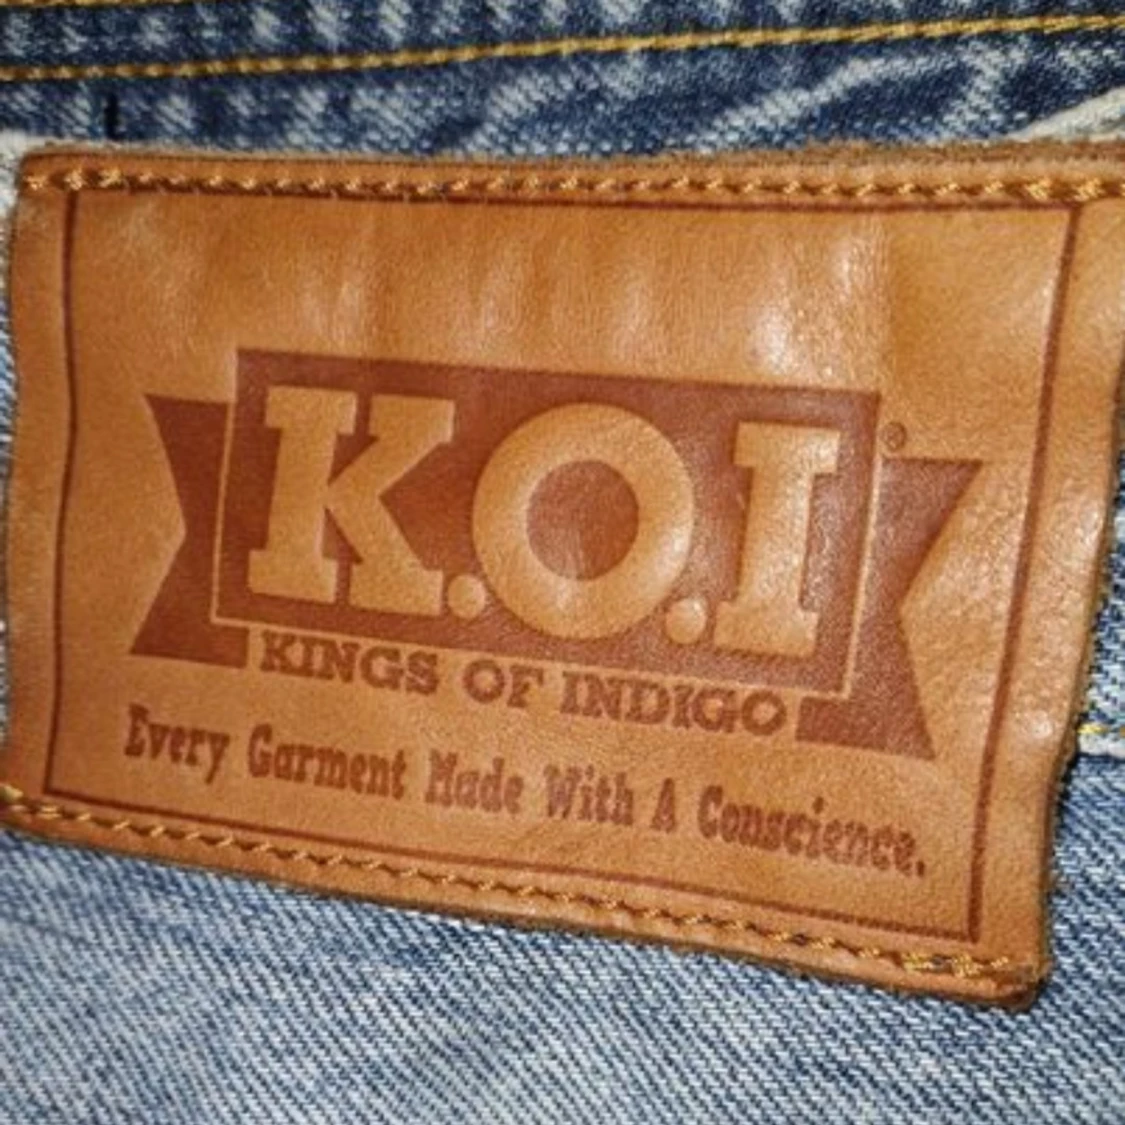 K.O.I®
KINGS OF INDIGO
Every Garment Made With A Conscience.